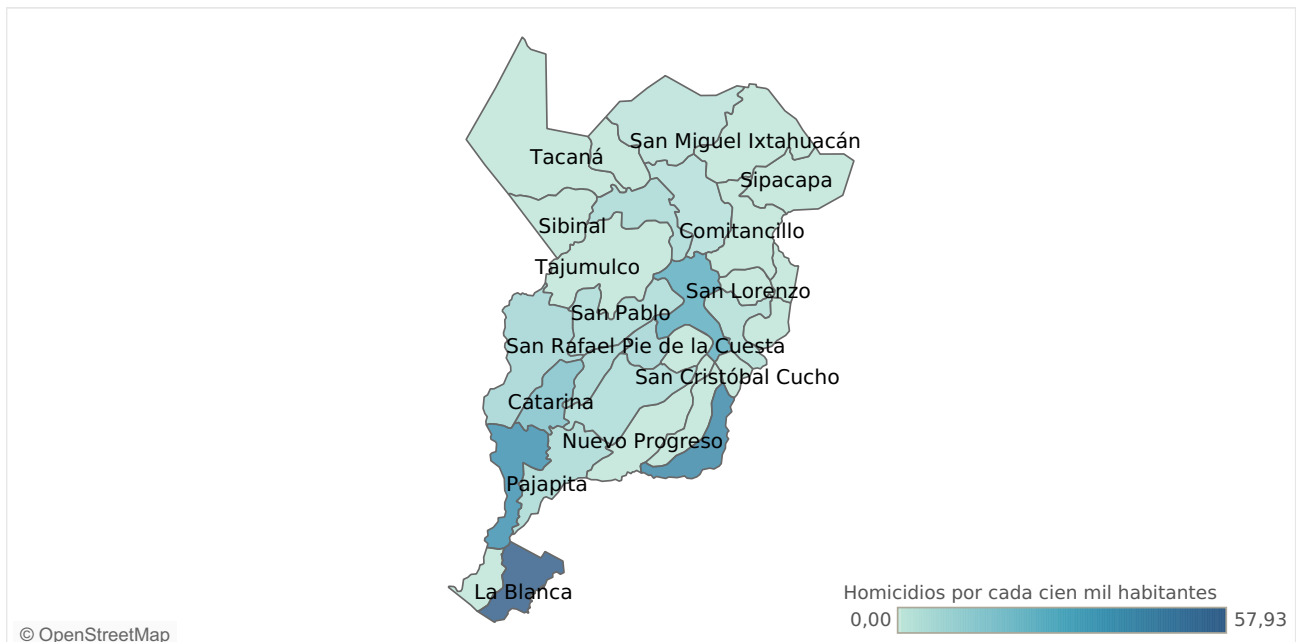 San Miguel Ixtahuacán
Tacaná
Sipacapa
Sibinal
Comitancillo
Tajumulco
San Lorenzo
San Pablo
San Rafael Pie de la Cuesta
San Cristóbal Cucho
Catarina
Nuevo Progreso
Pajapita
La Blanca
Homicidios por cada cien mil habitantes
0,00 57,93
© OpenStreetMap